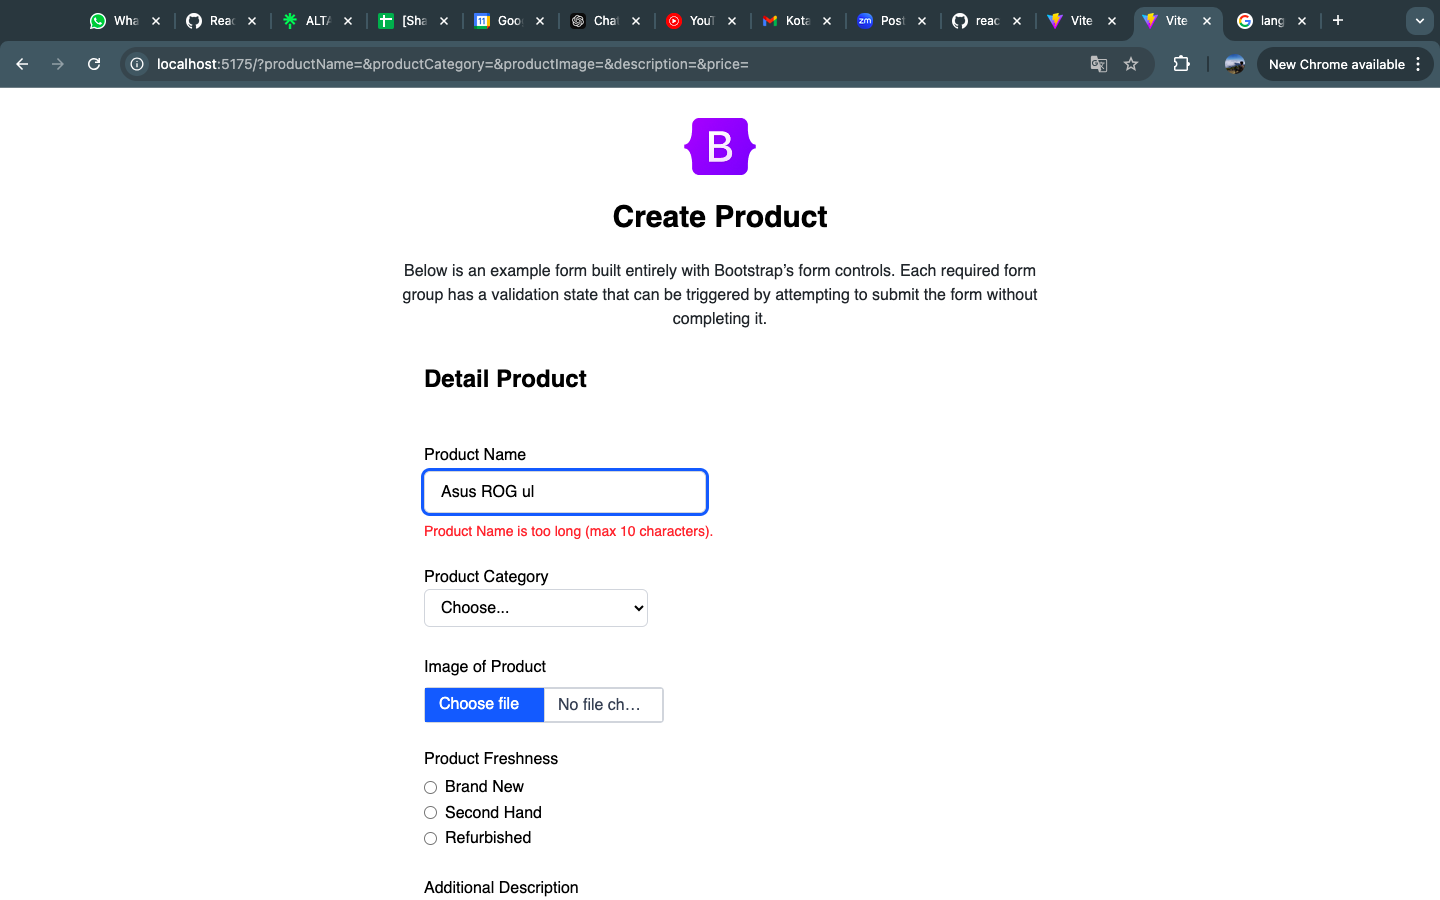 Wha
Reac
ALTA
[Sha
11
Goo
Chat
YouT
Kota
zm
Post
reac
Vite
Vite
lang
localhost:5175/?productName=&productCategory=&productImage=&description=&price=
New Chrome available
B
Create Product
Below is an example form built entirely with Bootstrap’s form controls. Each required form
group has a validation state that can be triggered by attempting to submit the form without
completing it.
Detail Product
Product Name
Asus ROG ul
Product Name is too long (max 10 characters).
Product Category
Choose...
Image of Product
Choose file
No file ch…
Product Freshness
Brand New
Second Hand
Refurbished
Additional Description